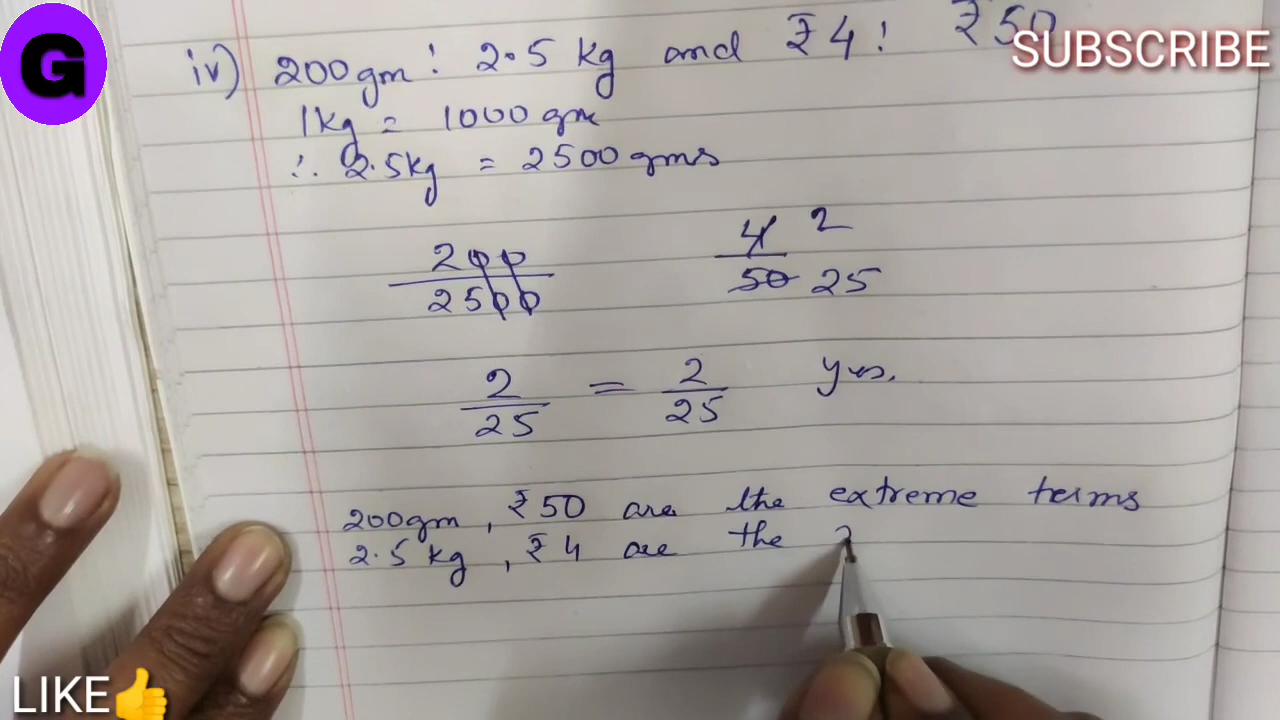 G
iv) 200gm : 2.5 kg and ₹4 : ₹50
SUBSCRIBE
1kg = 1000 gm
∴ 2.5kg = 2500 gms
200 4 2
2500 50 25
2 = 2 yes.
25 25
200gm , ₹50 are the extreme terms
2.5 kg , ₹4 are the
LIKE